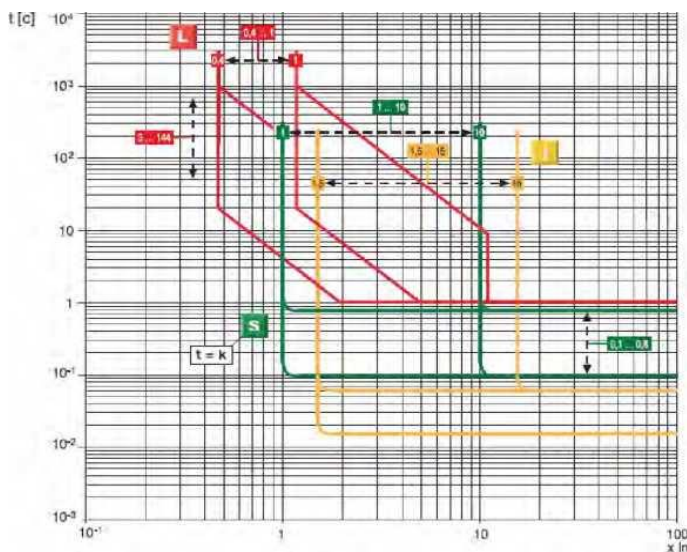 t [c]
10⁴
L
0,4 ... 1
0,4
1
10³
1 ... 10
3 ... 144
1
10
10²
1,5 ... 15
I
1,5
15
10
1
S
0,1 ... 0,8
t = k
10⁻¹
10⁻²
10⁻³
10⁻¹
1
10
100
x In